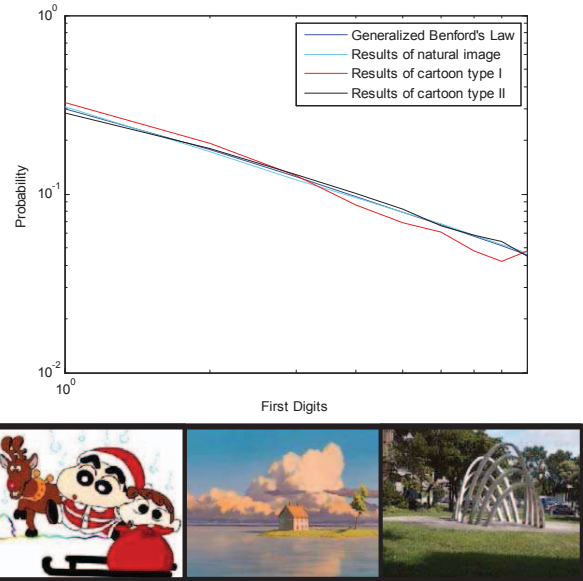 10^0
Generalized Benford's Law
Results of natural image
Results of cartoon type I
Results of cartoon type II
Probability
10^-1
10^-2
10^0
First Digits